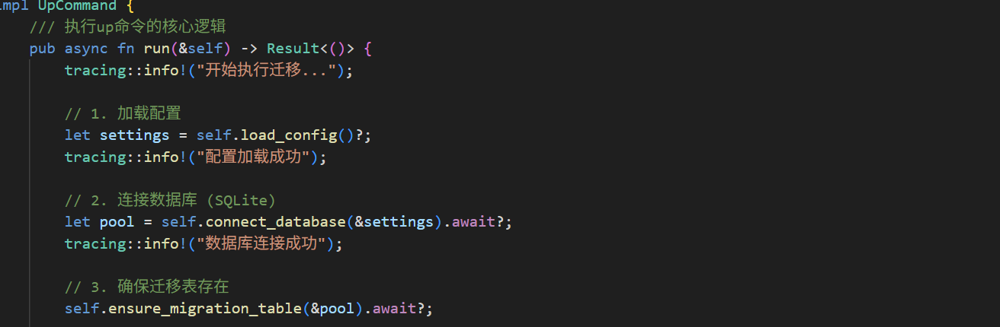 impl UpCommand {
/// 执行up命令的核心逻辑
pub async fn run(&self) -> Result<()> {
tracing::info!("开始执行迁移...");
// 1. 加载配置
let settings = self.load_config()?;
tracing::info!("配置加载成功");
// 2. 连接数据库 (SQLite)
let pool = self.connect_database(&settings).await?;
tracing::info!("数据库连接成功");
// 3. 确保迁移表存在
self.ensure_migration_table(&pool).await?;